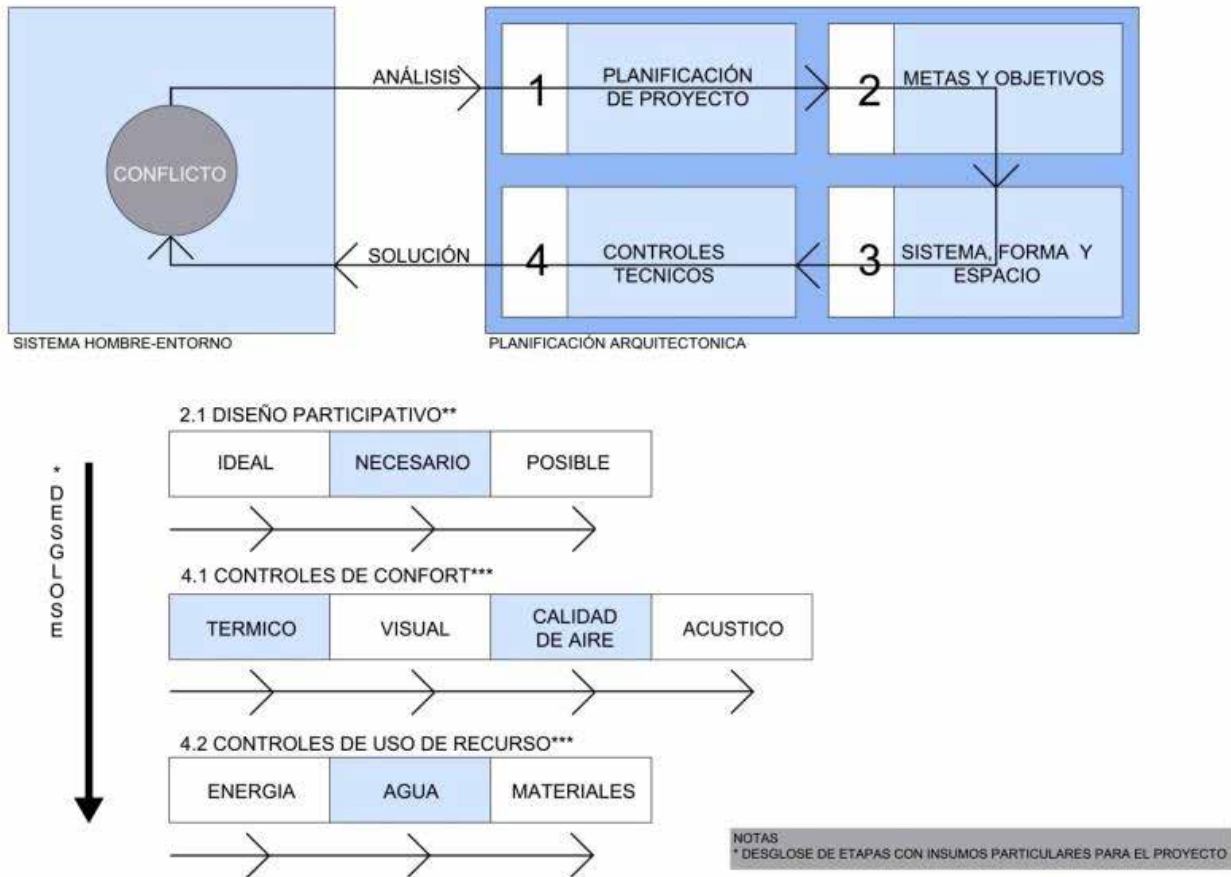 ANÁLISIS
1
PLANIFICACIÓN
DE PROYECTO
2
METAS Y OBJETIVOS
CONFLICTO
SOLUCIÓN
4
CONTROLES
TECNICOS
3
SISTEMA, FORMA Y
ESPACIO
SISTEMA HOMBRE-ENTORNO
PLANIFICACIÓN ARQUITECTONICA
* DESGLOSE
2.1 DISEÑO PARTICIPATIVO**
IDEAL
NECESARIO
POSIBLE
4.1 CONTROLES DE CONFORT***
TERMICO
VISUAL
CALIDAD
DE AIRE
ACUSTICO
4.2 CONTROLES DE USO DE RECURSO***
ENERGIA
AGUA
MATERIALES
NOTAS
* DESGLOSE DE ETAPAS CON INSUMOS PARTICULARES PARA EL PROYECTO